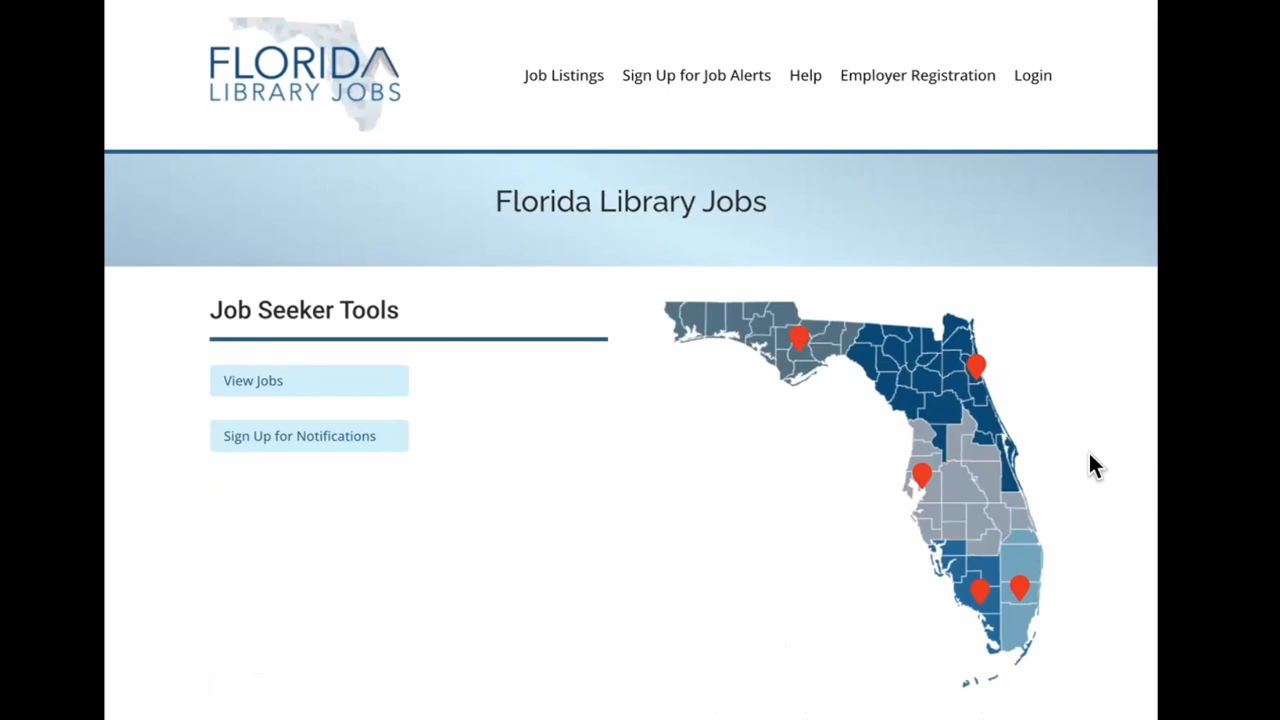 FLORIDA
LIBRARY JOBS
Job Listings Sign Up for Job Alerts Help Employer Registration Login
Florida Library Jobs
Job Seeker Tools
View Jobs
Sign Up for Notifications